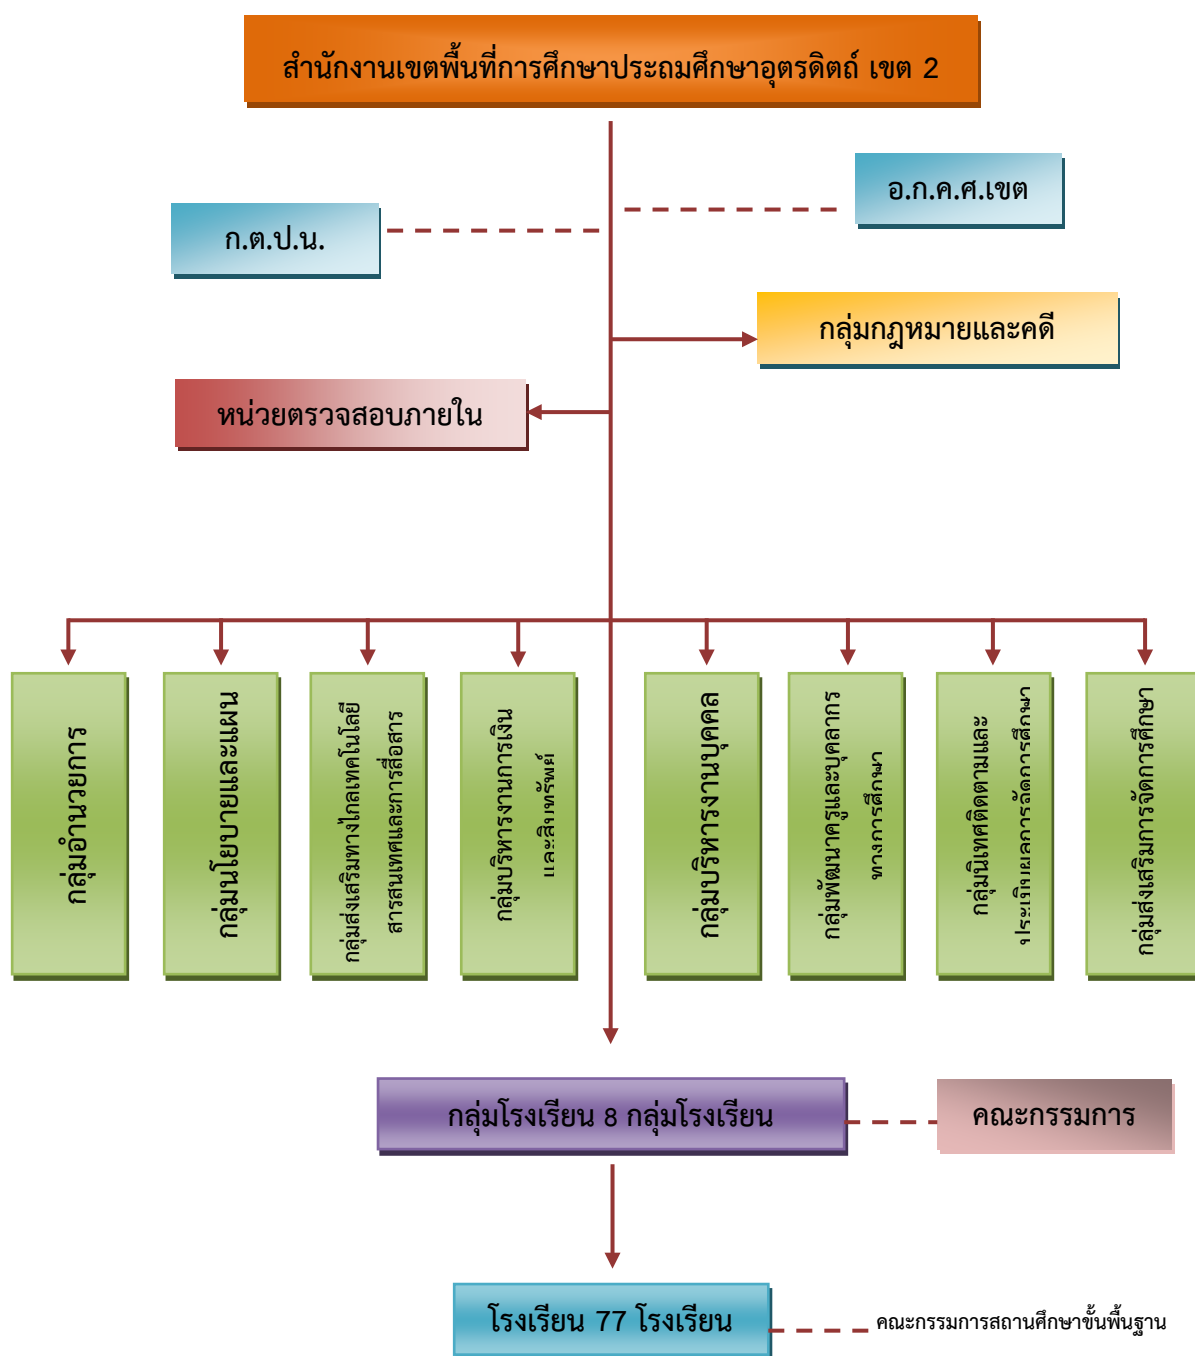 สำนักงานเขตพื้นที่การศึกษาประถมศึกษาอุตรดิตถ์ เขต 2
อ.ก.ค.ศ.เขต
ก.ต.ป.น.
กลุ่มกฎหมายและคดี
หน่วยตรวจสอบภายใน
กลุ่มอำนวยการ
กลุ่มนโยบายและแผน
กลุ่มส่งเสริมทางไกลเทคโนโลยี
สารสนเทศและการสื่อสาร
กลุ่มบริหารงานการเงิน
และสินทรัพย์
กลุ่มบริหารงานบุคคล
กลุ่มพัฒนาครูและบุคลากร
ทางการศึกษา
กลุ่มนิเทศติดตามและ
ประเมินผลการจัดการศึกษา
กลุ่มส่งเสริมการจัดการศึกษา
กลุ่มโรงเรียน 8 กลุ่มโรงเรียน
คณะกรรมการ
โรงเรียน 77 โรงเรียน
คณะกรรมการสถานศึกษาขั้นพื้นฐาน